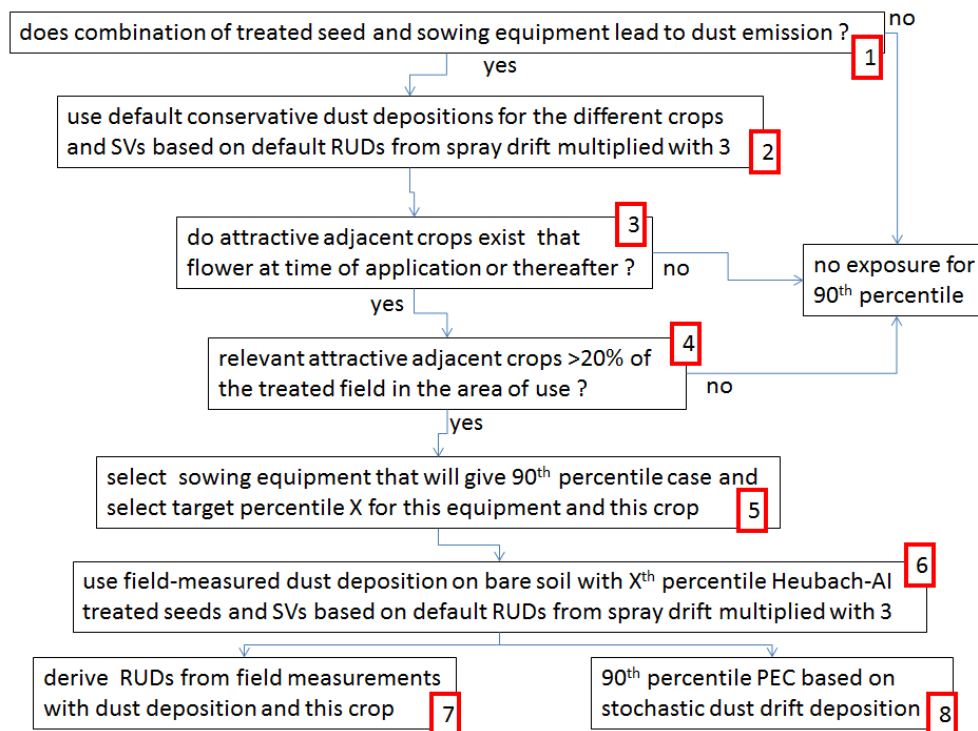 no
does combination of treated seed and sowing equipment lead to dust emission ?
1
yes
use default conservative dust depositions for the different crops
and SVs based on default RUDs from spray drift multiplied with 3
2
3
do attractive adjacent crops exist that
flower at time of application or thereafter ?
no
yes
no exposure for
90th percentile
4
relevant attractive adjacent crops >20% of
the treated field in the area of use ?
no
yes
select sowing equipment that will give 90th percentile case and
select target percentile X for this equipment and this crop
5
6
use field-measured dust deposition on bare soil with Xth percentile Heubach-AI
treated seeds and SVs based on default RUDs from spray drift multiplied with 3
derive RUDs from field measurements
with dust deposition and this crop
7
90th percentile PEC based on
stochastic dust drift deposition
8